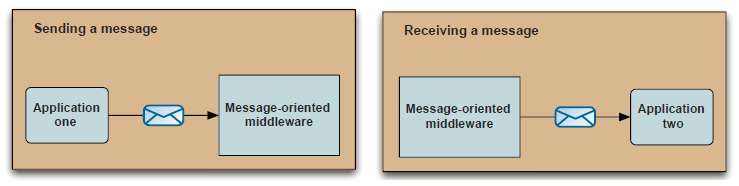 Sending a message
Application
one
Message-oriented
middleware
Receiving a message
Message-oriented
middleware
Application
two